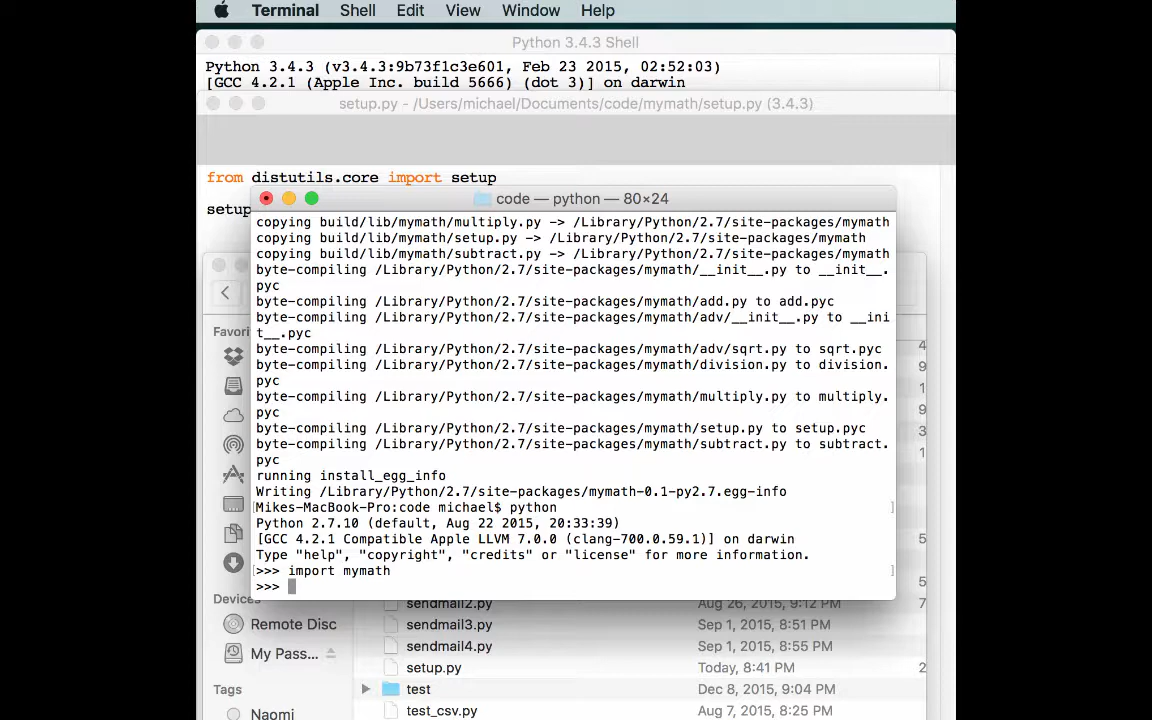 Terminal Shell Edit View Window Help
Python 3.4.3 Shell
Python 3.4.3 (v3.4.3:9b73f1c3e601, Feb 23 2015, 02:52:03)
[GCC 4.2.1 (Apple Inc. build 5666) (dot 3)] on darwin
setup.py - /Users/michael/Documents/code/mymath/setup.py (3.4.3)
from distutils.core import setup
setup
code — python — 80×24
copying build/lib/mymath/multiply.py -> /Library/Python/2.7/site-packages/mymath
copying build/lib/mymath/setup.py -> /Library/Python/2.7/site-packages/mymath
copying build/lib/mymath/subtract.py -> /Library/Python/2.7/site-packages/mymath
byte-compiling /Library/Python/2.7/site-packages/mymath/__init__.py to __init__.
pyc
byte-compiling /Library/Python/2.7/site-packages/mymath/add.py to add.pyc
byte-compiling /Library/Python/2.7/site-packages/mymath/adv/__init__.py to __ini
t__.pyc
byte-compiling /Library/Python/2.7/site-packages/mymath/adv/sqrt.py to sqrt.pyc
byte-compiling /Library/Python/2.7/site-packages/mymath/division.py to division.
pyc
byte-compiling /Library/Python/2.7/site-packages/mymath/multiply.py to multiply.
pyc
byte-compiling /Library/Python/2.7/site-packages/mymath/setup.py to setup.pyc
byte-compiling /Library/Python/2.7/site-packages/mymath/subtract.py to subtract.
pyc
running install_egg_info
Writing /Library/Python/2.7/site-packages/mymath-0.1-py2.7.egg-info
[Mikes-MacBook-Pro:code michael$ python ]
Python 2.7.10 (default, Aug 22 2015, 20:33:39)
[GCC 4.2.1 Compatible Apple LLVM 7.0.0 (clang-700.0.59.1)] on darwin
Type "help", "copyright", "credits" or "license" for more information.
[>>> import mymath ]
>>>
Favori
4
9
1
9
3
1
5
5
Devices
sendmail2.py Aug 26, 2015, 9:12 PM 7
Remote Disc sendmail3.py Sep 1, 2015, 8:51 PM
sendmail4.py Sep 1, 2015, 8:55 PM
My Pass...
setup.py Today, 8:41 PM 2
Tags test Dec 8, 2015, 9:04 PM
Naomi test_csv.py Aug 7, 2015, 8:25 PM